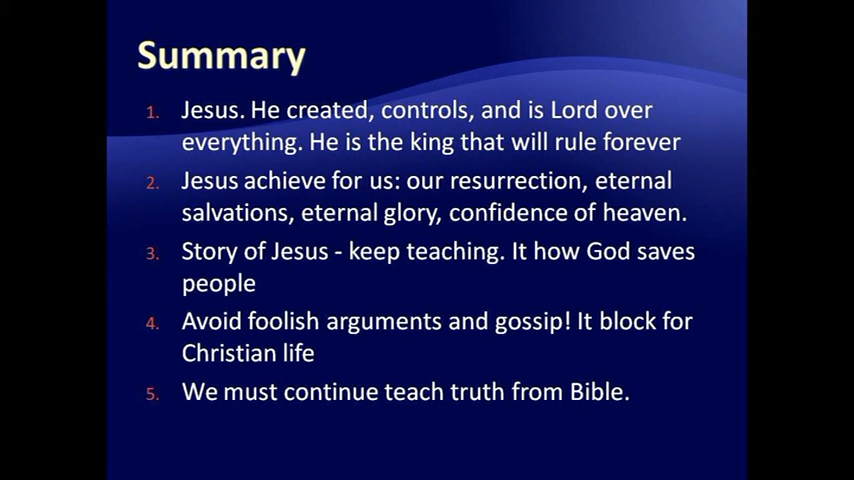 Summary
1. Jesus. He created, controls, and is Lord over
everything. He is the king that will rule forever
2. Jesus achieve for us: our resurrection, eternal
salvations, eternal glory, confidence of heaven.
3. Story of Jesus - keep teaching. It how God saves
people
4. Avoid foolish arguments and gossip! It block for
Christian life
5. We must continue teach truth from Bible.